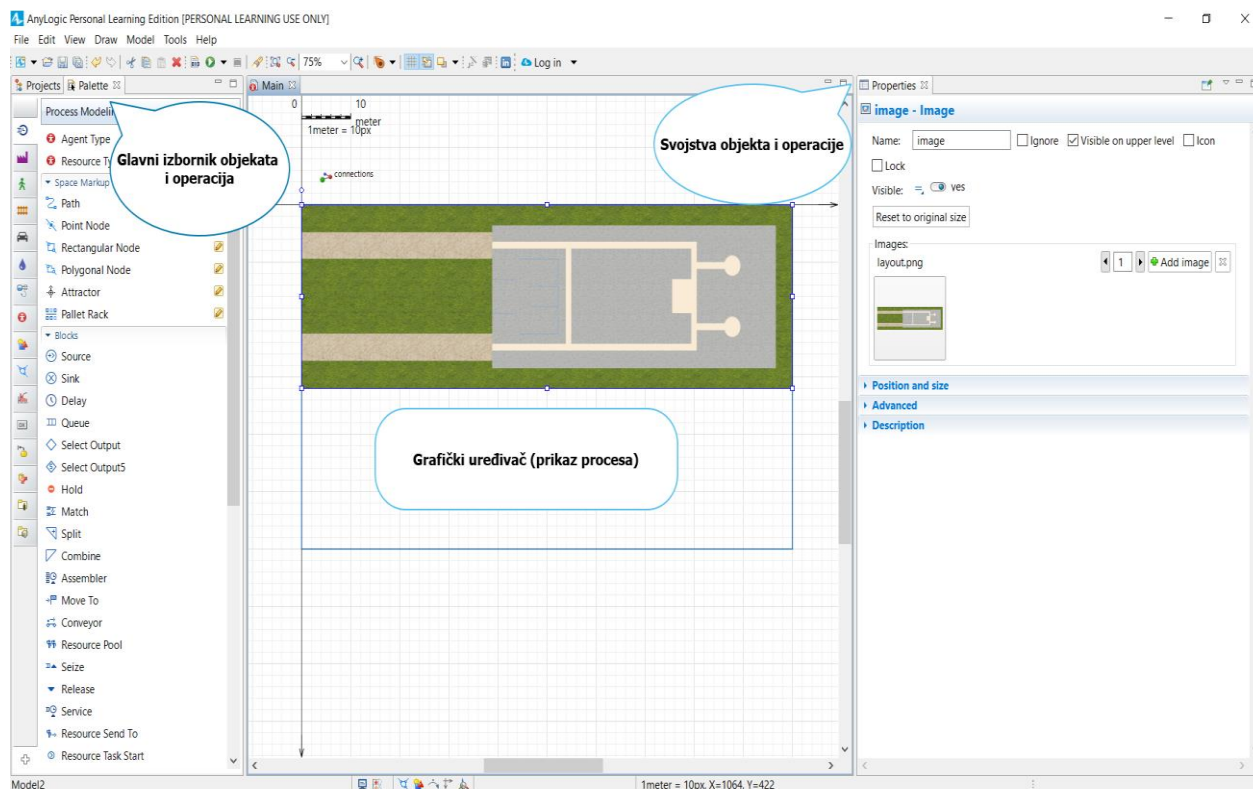 AnyLogic Personal Learning Edition [PERSONAL LEARNING USE ONLY]
File Edit View Draw Model Tools Help
75%
Log in
Projects Palette
Main
Properties
Process Modeli
Agent Type
Resource Ty
Space Markup
Path
Point Node
Rectangular Node
Polygonal Node
Attractor
Pallet Rack
Blocks
Source
Sink
Delay
Queue
Select Output
Select Output5
Hold
Match
Split
Combine
Assembler
Move To
Conveyor
Resource Pool
Seize
Release
Service
Resource Send To
Resource Task Start
Glavni izbornik objekata
i operacija
0 10
meter
1meter = 10px
connections
Svojstva objekta i operacije
Grafički uređivač (prikaz procesa)
image - Image
Name: image Ignore Visible on upper level Icon
Lock
Visible: yes
Reset to original size
Images:
layout.png 1 Add image
Position and size
Advanced
Description
Model2 1meter = 10px, X=1064, Y=422